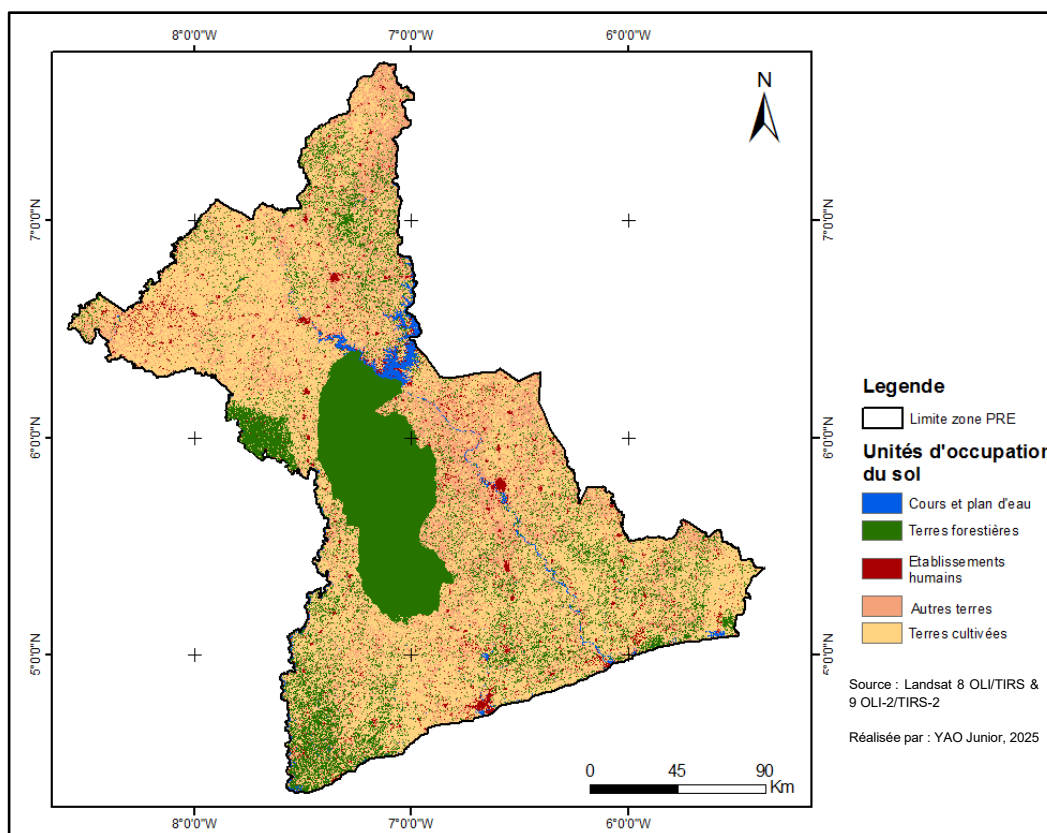 8°0'0"W 7°0'0"W 6°0'0"W
N
7°0'0"N 7°0'0"N
6°0'0"N 6°0'0"N
5°0'0"N 5°0'0"N
Legende
Limite zone PRE
Unités d'occupation
du sol
Cours et plan d'eau
Terres forestières
Etablissements
humains
Autres terres
Terres cultivées
Source : Landsat 8 OLI/TIRS &
9 OLI-2/TIRS-2
Réalisée par : YAO Junior, 2025
0 45 90
Km
8°0'0"W 7°0'0"W 6°0'0"W